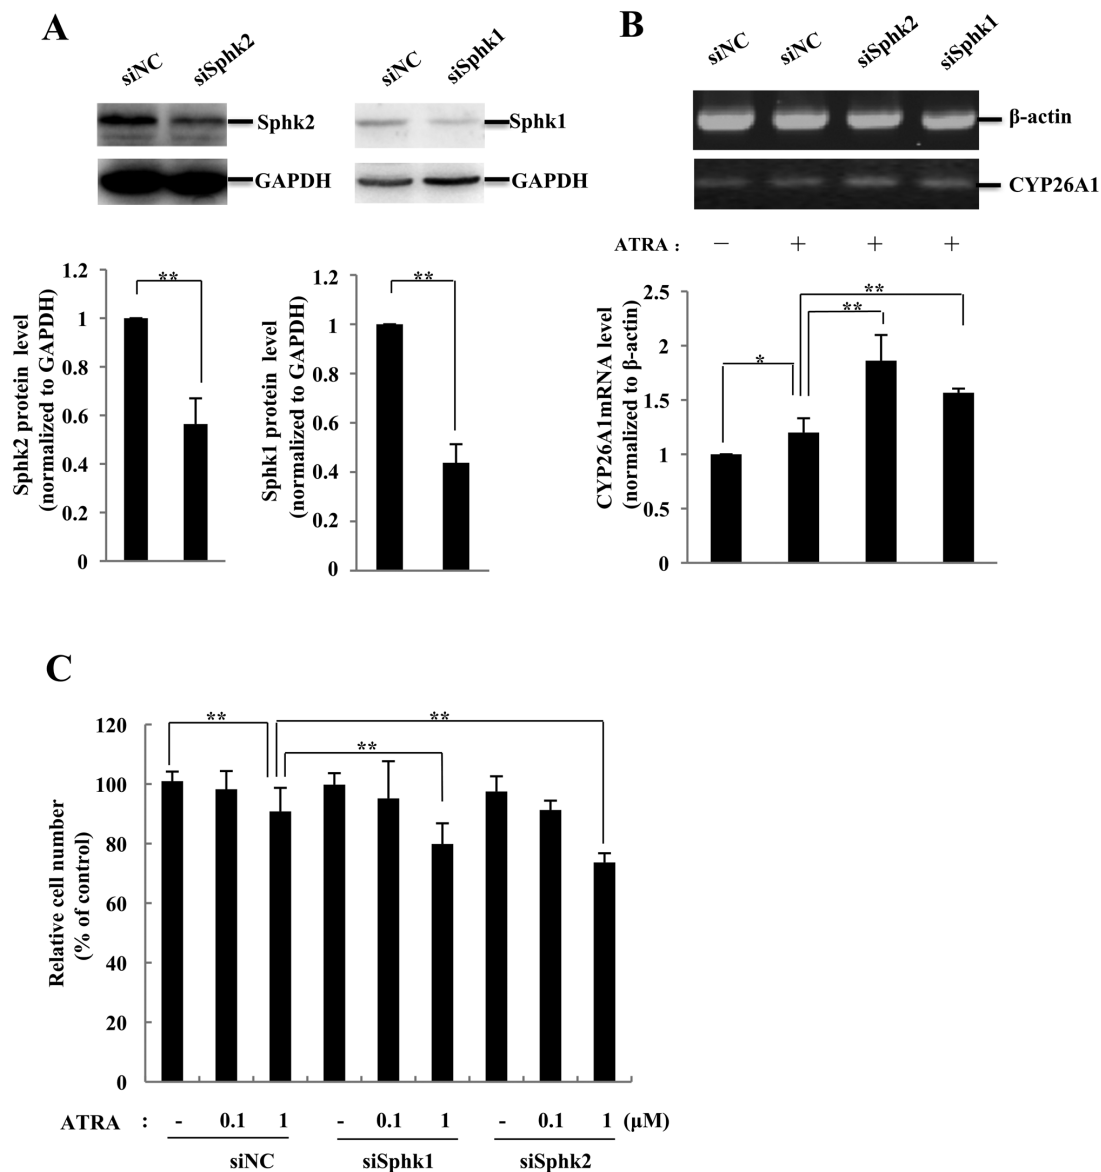 A
siNC
siSphk2
siNC
siSphk1
Sphk2
Sphk1
GAPDH
GAPDH
B
siNC
siNC
siSphk2
siSphk1
β-actin
CYP26A1
ATRA : − + + +
Sphk2 protein level
(normalized to GAPDH)
1.2
1
0.8
0.6
0.4
0.2
0
**
Sphk1 protein level
(normalized to GAPDH)
1.2
1
0.8
0.6
0.4
0.2
0
**
CYP26A1mRNA level
(normalized to β-actin)
2.5
2
1.5
1
0.5
0
*
**
**
C
Relative cell number
(% of control)
120
100
80
60
40
20
0
**
**
**
ATRA : - 0.1 1 - 0.1 1 - 0.1 1 (μM)
siNC siSphk1 siSphk2